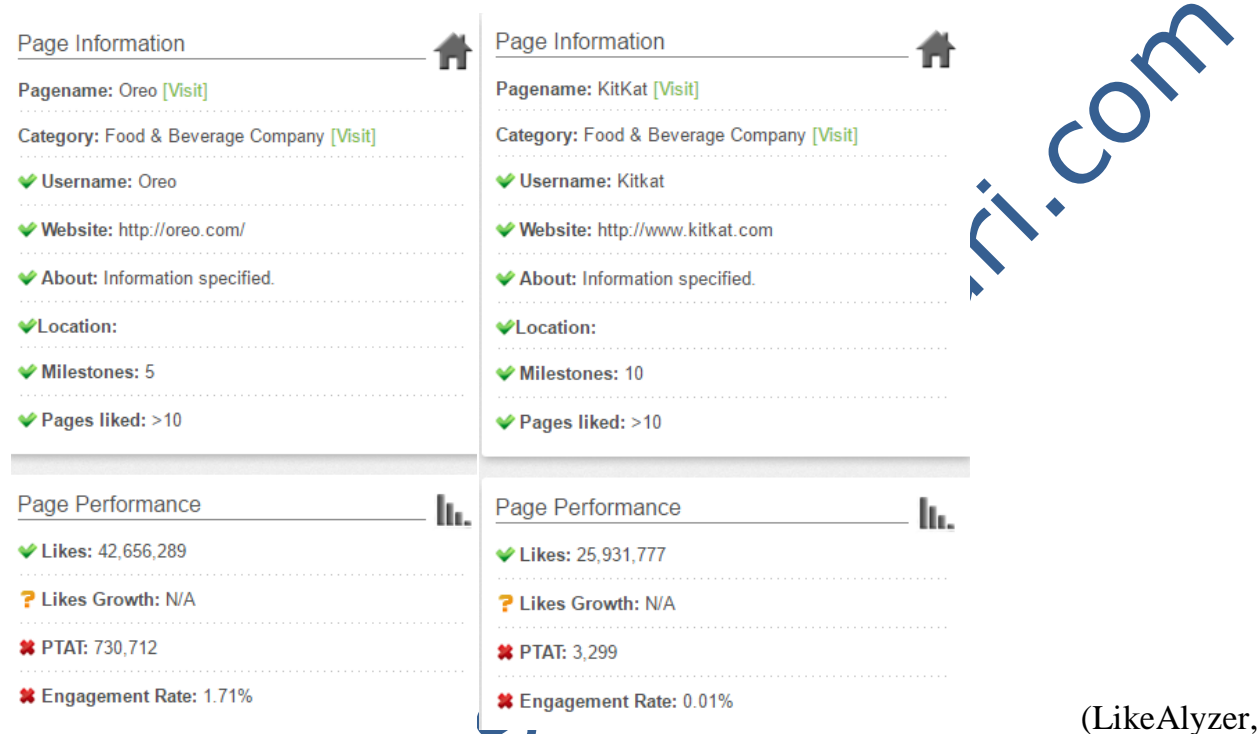 Page Information
Pagename: Oreo [Visit]
Category: Food & Beverage Company [Visit]
Username: Oreo
Website: http://oreo.com/
About: Information specified.
Location:
Milestones: 5
Pages liked: >10
Page Performance
Likes: 42,656,289
Likes Growth: N/A
PTAT: 730,712
Engagement Rate: 1.71%
Page Information
Pagename: KitKat [Visit]
Category: Food & Beverage Company [Visit]
Username: Kitkat
Website: http://www.kitkat.com
About: Information specified.
Location:
Milestones: 10
Pages liked: >10
Page Performance
Likes: 25,931,777
Likes Growth: N/A
PTAT: 3,299
Engagement Rate: 0.01%
(LikeAlyzer,
ri.com